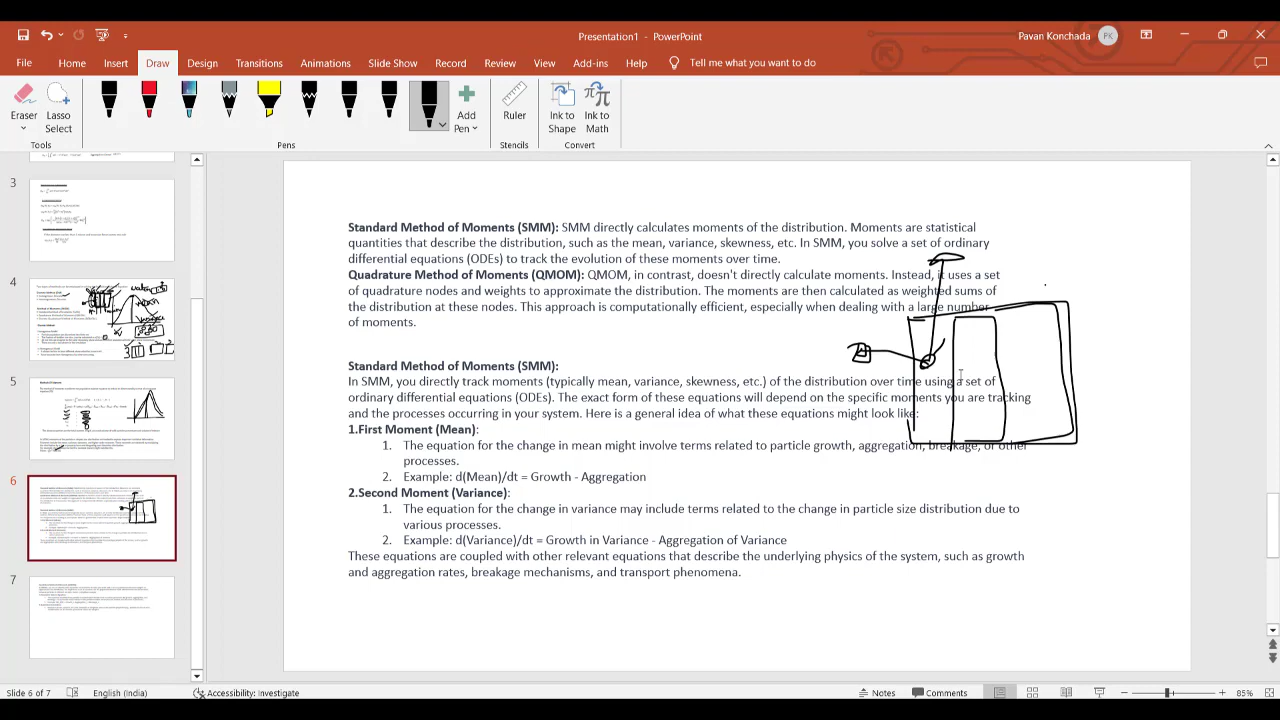 Presentation1 - PowerPoint
Pavan Konchada
PK
File
Home
Insert
Draw
Design
Transitions
Animations
Slide Show
Record
Review
View
Add-ins
Help
Tell me what you want to do
Eraser
Lasso
Select
Add
Pen
Ruler
Ink to
Shape
Ink to
Math
Tools
Pens
Stencils
Convert
3
4
5
6
7
Standard Method of Moments (SMM): SMM directly calculates moments of the distribution. Moments are statistical
quantities that describe the distribution, such as the mean, variance, skewness, etc. In SMM, you solve a set of ordinary
differential equations (ODEs) to track the evolution of these moments over time.
Quadrature Method of Moments (QMOM): QMOM, in contrast, doesn't directly calculate moments. Instead, it uses a set
of quadrature nodes and weights to approximate the distribution. The moments are then calculated as weighted sums of
the distribution at these nodes. This approach is computationally efficient, especially when dealing with a large number
of moments.
Standard Method of Moments (SMM):
In SMM, you directly track moments (typically mean, variance, skewness, etc.) of the distribution over time using a set of
ordinary differential equations (ODEs). The exact form of these equations will depend on the specific moments you are tracking
and the processes occurring in your system. Here is a general idea of what these equations might look like:
1.First Moment (Mean):
1. The equation for the change in mean might involve terms related to particle growth, aggregation, breakage, or other
processes.
2. Example: d(Mean)/dt = Growth - Aggregation
2.Second Moment (Variance):
1. The equation for the change in variance may include terms related to the change in particle size distribution due to
various processes.
2. Example: d(Variance)/dt = Growth in Variance - Aggregation of Variance
These equations are coupled with other relevant equations that describe the underlying physics of the system, such as growth
and aggregation rates, breakage mechanisms, and transport phenomena.
Slide 6 of 7
English (India)
Accessibility: Investigate
Notes
Comments
85%